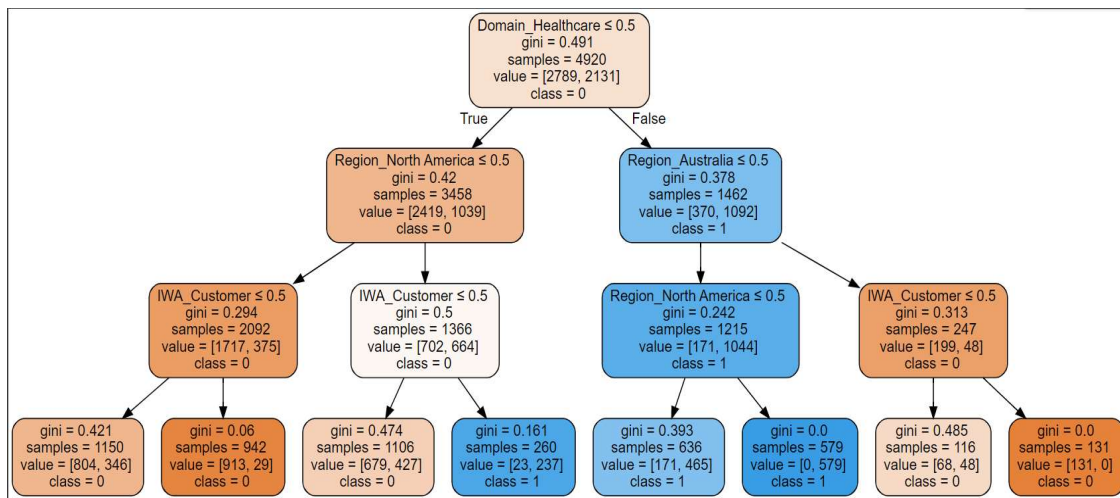 Domain_Healthcare ≤ 0.5
gini = 0.491
samples = 4920
value = [2789, 2131]
class = 0
True
False
Region_North America ≤ 0.5
gini = 0.42
samples = 3458
value = [2419, 1039]
class = 0
Region_Australia ≤ 0.5
gini = 0.378
samples = 1462
value = [370, 1092]
class = 1
IWA_Customer ≤ 0.5
gini = 0.294
samples = 2092
value = [1717, 375]
class = 0
IWA_Customer ≤ 0.5
gini = 0.5
samples = 1366
value = [702, 664]
class = 0
Region_North America ≤ 0.5
gini = 0.242
samples = 1215
value = [171, 1044]
class = 1
IWA_Customer ≤ 0.5
gini = 0.313
samples = 247
value = [199, 48]
class = 0
gini = 0.421
samples = 1150
value = [804, 346]
class = 0
gini = 0.06
samples = 942
value = [913, 29]
class = 0
gini = 0.474
samples = 1106
value = [679, 427]
class = 0
gini = 0.161
samples = 260
value = [23, 237]
class = 1
gini = 0.393
samples = 636
value = [171, 465]
class = 1
gini = 0.0
samples = 579
value = [0, 579]
class = 1
gini = 0.485
samples = 116
value = [68, 48]
class = 0
gini = 0.0
samples = 131
value = [131, 0]
class = 0